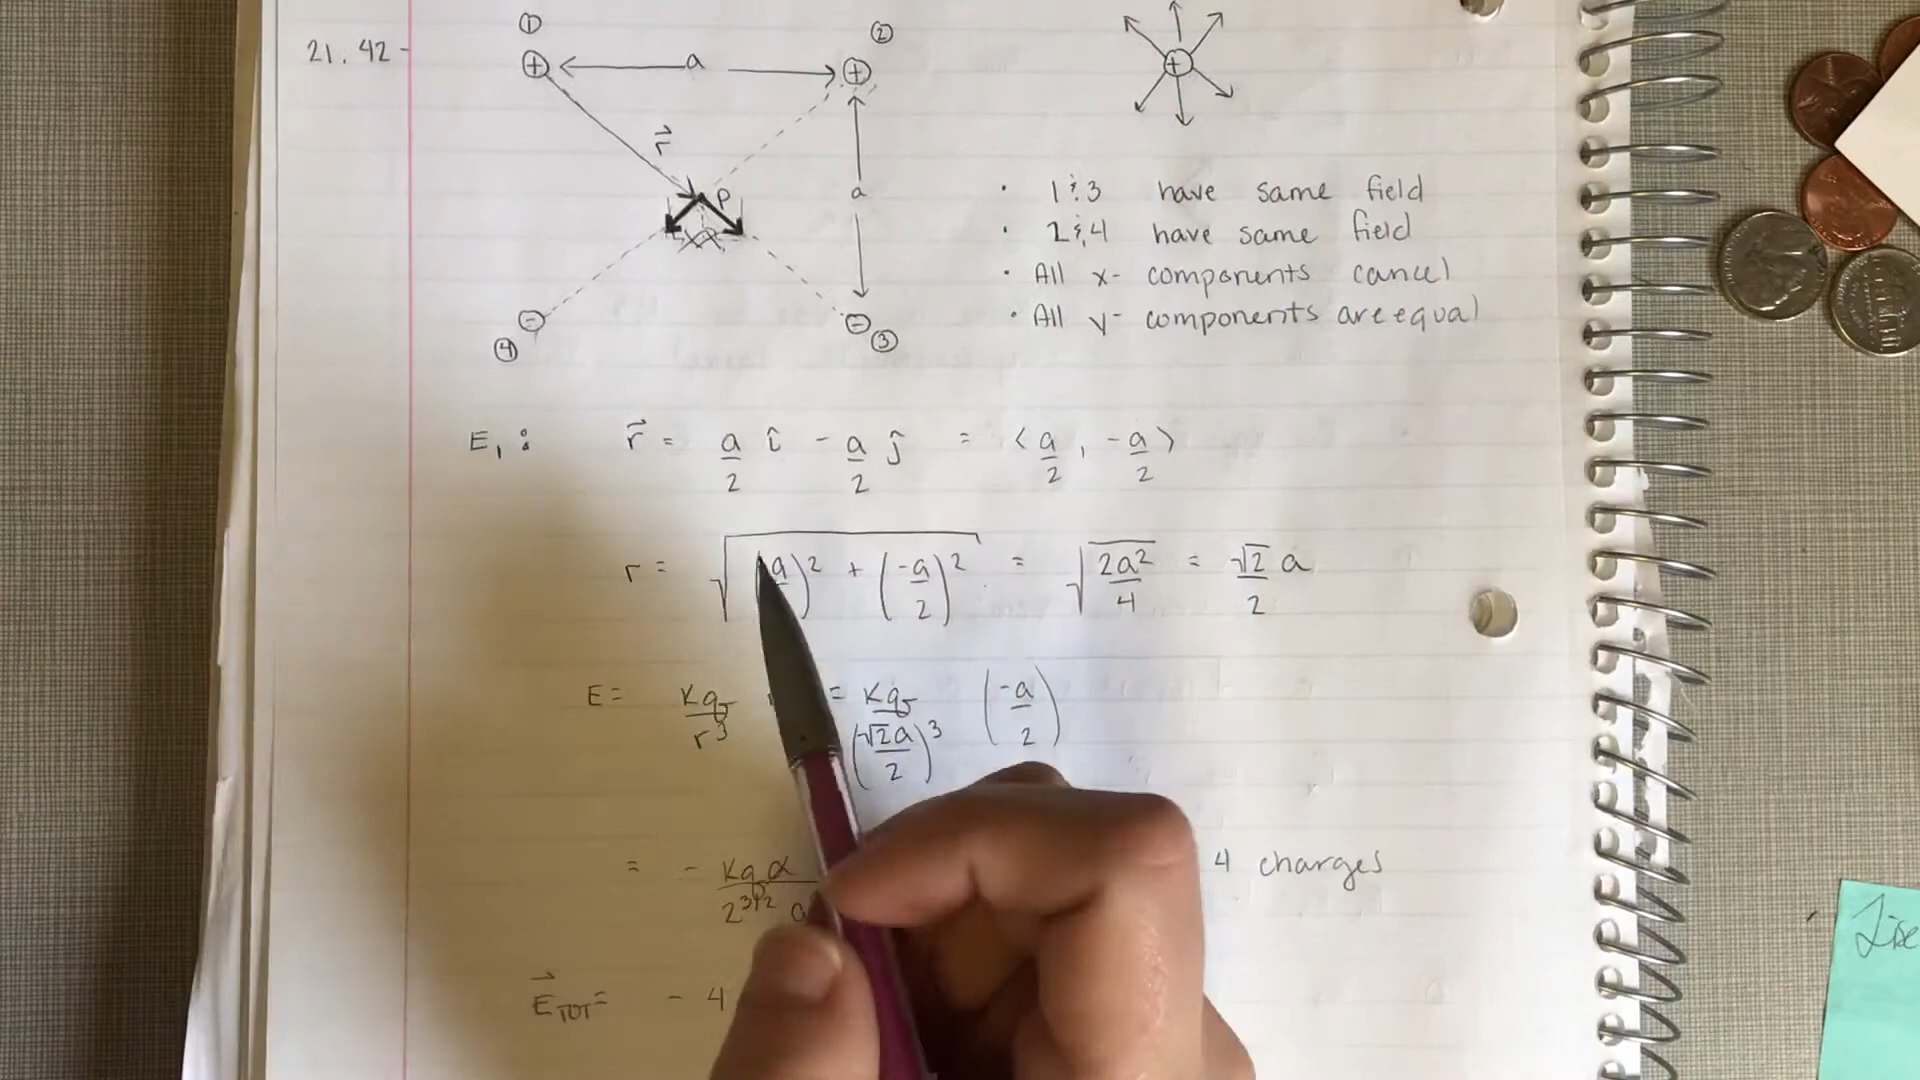 ① ②
21.42-
+ a +
r⃗
P
a
- -
④ ③
+
· 1 & 3 have same field
· 2 & 4 have same field
· All x- components cancel
· All y- components are equal
E₁ : r⃗ = a/2 î - a/2 ĵ = ⟨a/2, -a/2⟩
r = √((a)² + (-a/2)²) = √(2a²/4) = √2/2 a
E = kq/r³ = kq/(√2a/2)³ (-a/2)
= - kqa/2^(3/2) a 4 charges
E⃗TOT = - 4